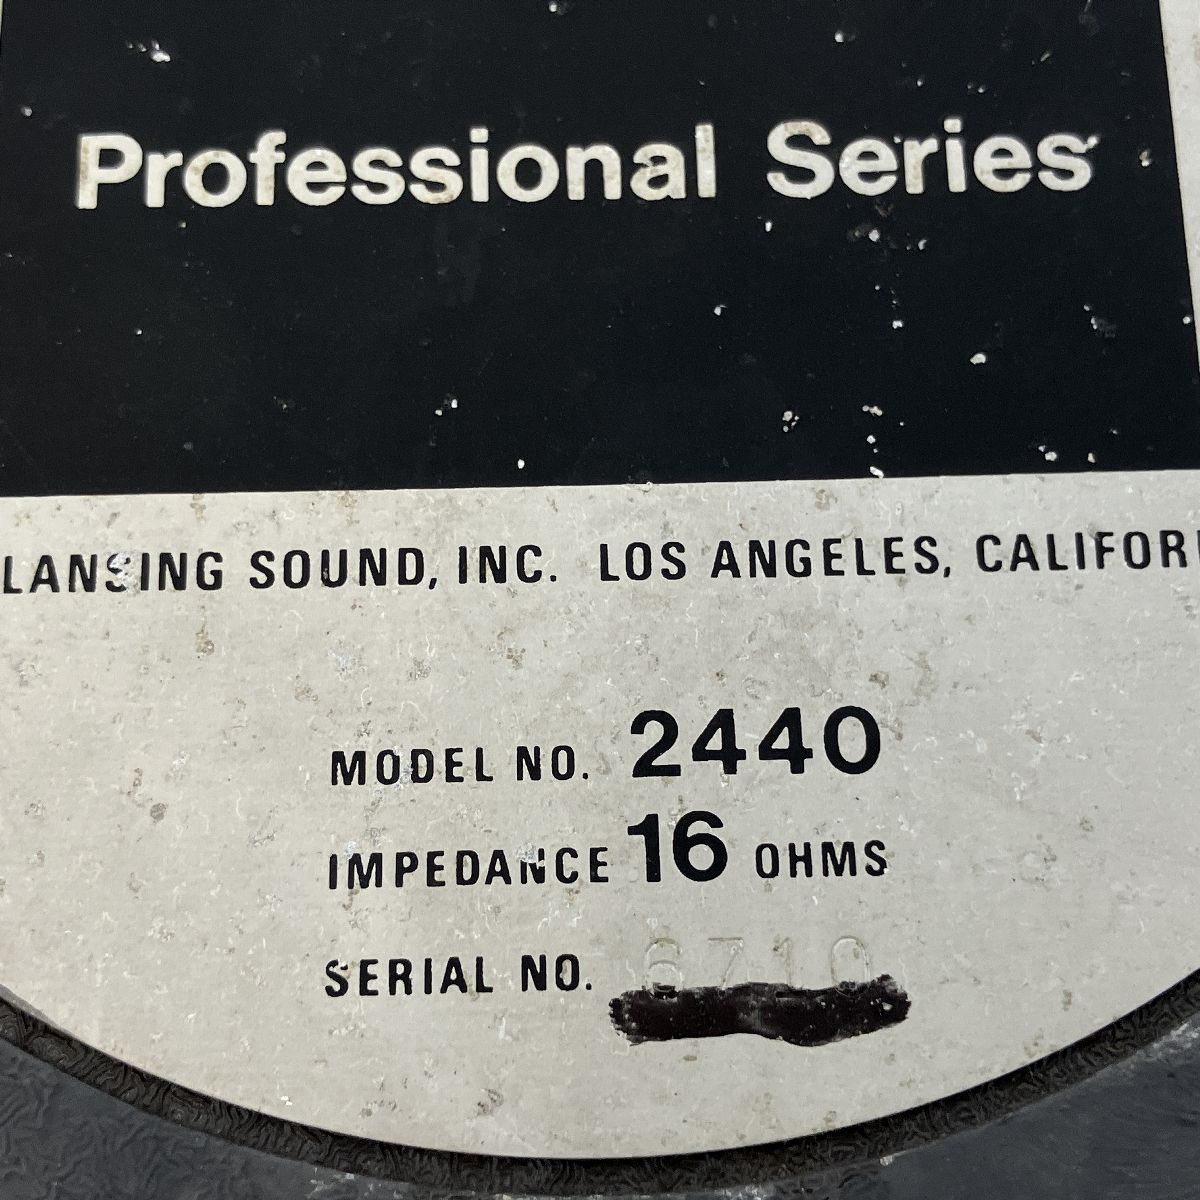 Professional Series
LANSING SOUND, INC. LOS ANGELES, CALIFOR
MODEL NO. 2440
IMPEDANCE 16 OHMS
SERIAL NO.